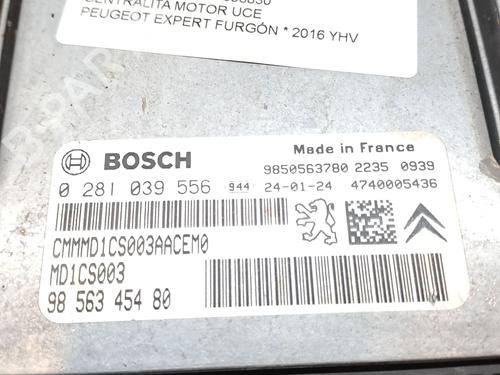 CENTRALITA MOTOR UCE
PEUGEOT EXPERT FURGÓN * 2016 YHV
BOSCH
Made in France
9850563780 2235 0939
0 281 039 556 944 24-01-24 4740005436
CMMMD1CS003AACEM0
MD1CS003
98 563 454 80